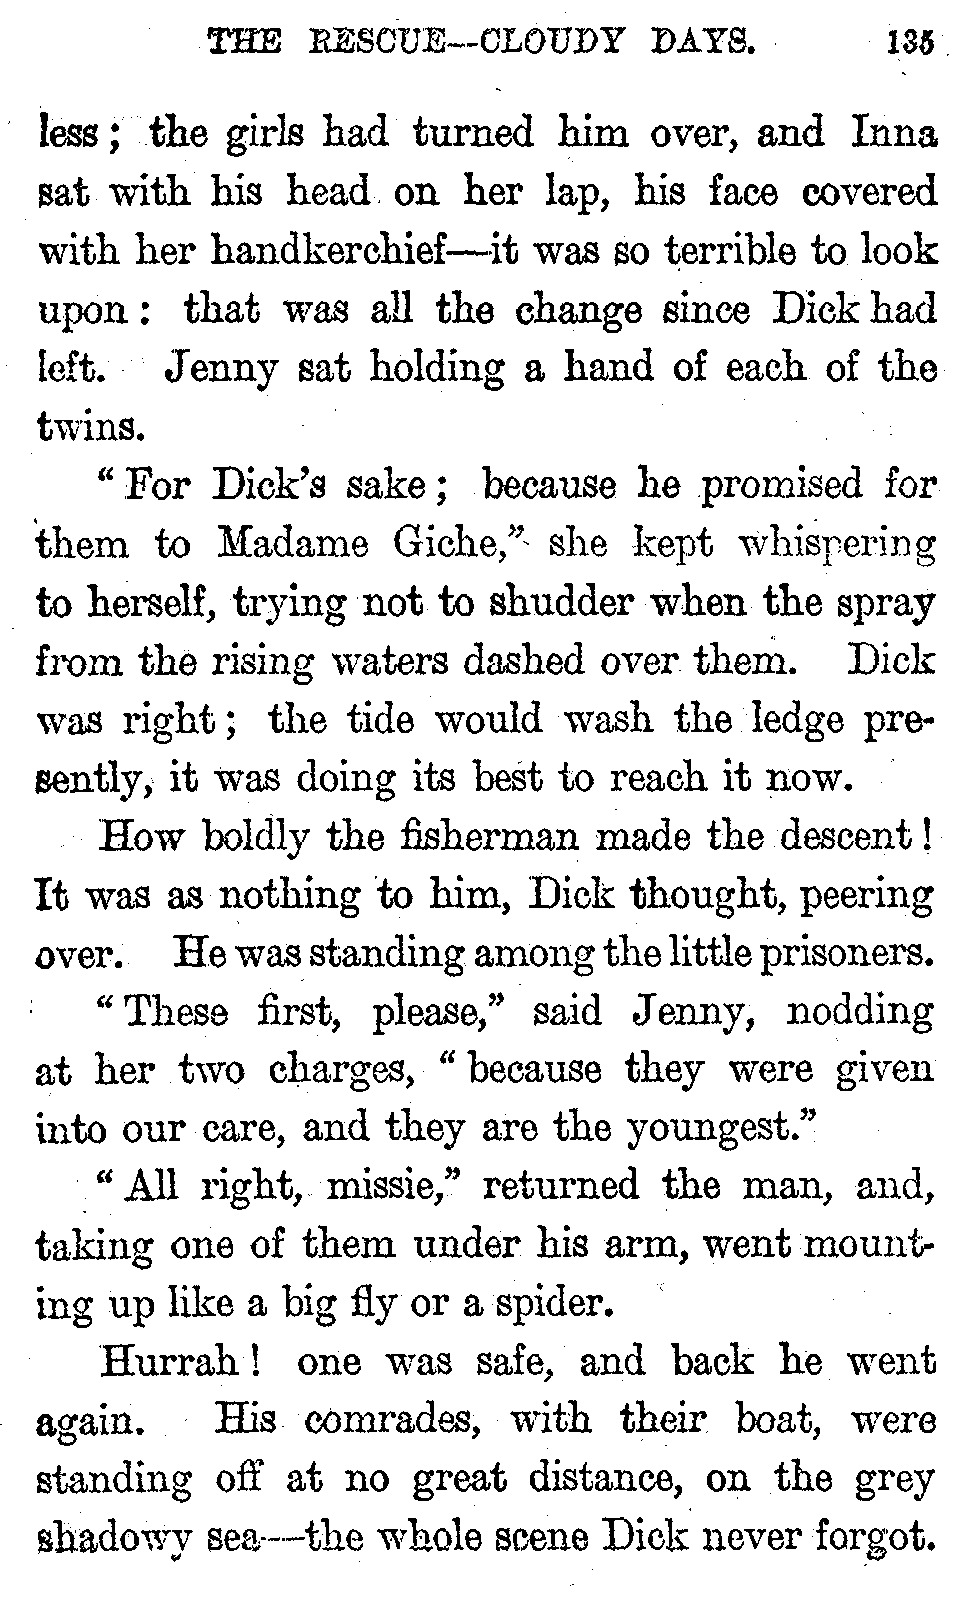 THE RESCUE--CLOUDY DAYS. 135
less; the girls had turned him over, and Inna
sat with his head on her lap, his face covered
with her handkerchief—it was so terrible to look
upon: that was all the change since Dick had
left. Jenny sat holding a hand of each of the
twins.
"For Dick's sake; because he promised for
them to Madame Giche," she kept whispering
to herself, trying not to shudder when the spray
from the rising waters dashed over them. Dick
was right; the tide would wash the ledge pre-
sently, it was doing its best to reach it now.
How boldly the fisherman made the descent!
It was as nothing to him, Dick thought, peering
over. He was standing among the little prisoners.
"These first, please," said Jenny, nodding
at her two charges, "because they were given
into our care, and they are the youngest."
"All right, missie," returned the man, and,
taking one of them under his arm, went mount-
ing up like a big fly or a spider.
Hurrah! one was safe, and back he went
again. His comrades, with their boat, were
standing off at no great distance, on the grey
shadowy sea—the whole scene Dick never forgot.